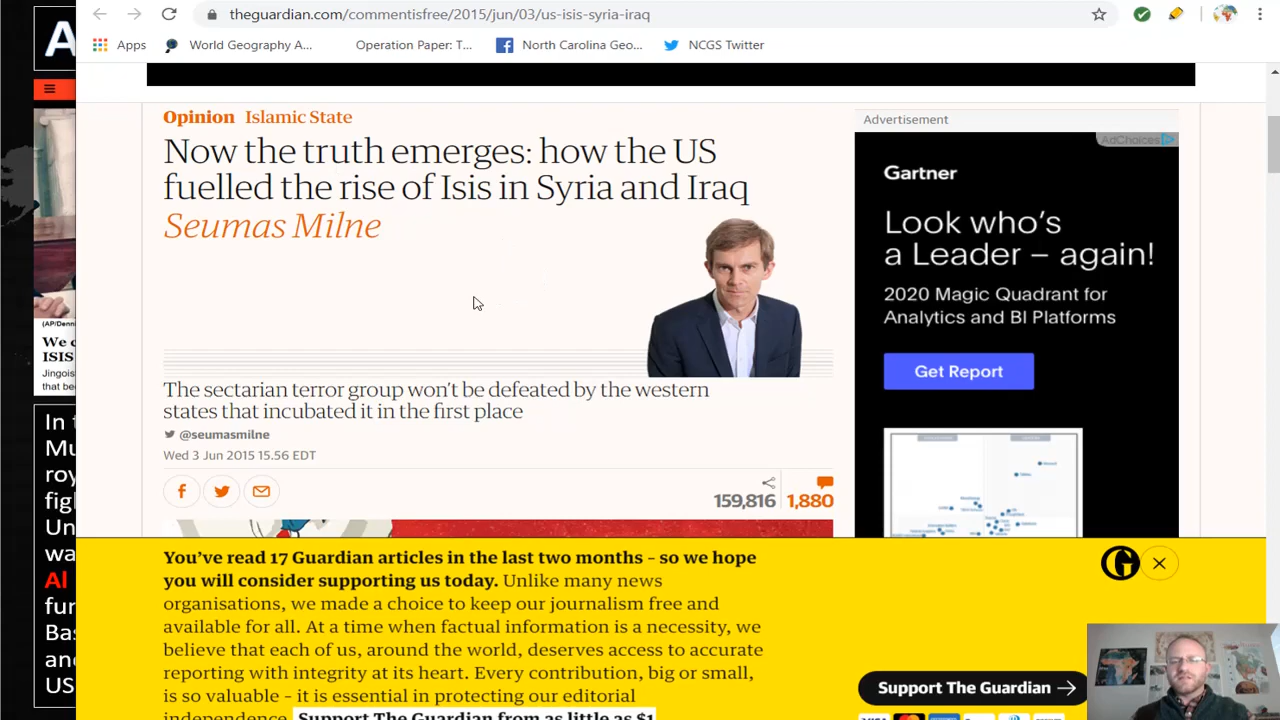 theguardian.com/commentisfree/2015/jun/03/us-isis-syria-iraq
Apps World Geography A... Operation Paper: T... North Carolina Geo... NCGS Twitter
A
(AP/Denn
We c
ISIS
Jingois
that be
In t
Mu
roy
figl
Un
wa
Al
fur
Bas
and
US
Opinion Islamic State
Now the truth emerges: how the US
fuelled the rise of Isis in Syria and Iraq
Seumas Milne
The sectarian terror group won't be defeated by the western
states that incubated it in the first place
@seumasmilne
Wed 3 Jun 2015 15.56 EDT
159,816 1,880
Advertisement
AdChoices
Gartner
Look who's
a Leader – again!
2020 Magic Quadrant for
Analytics and BI Platforms
Get Report
You've read 17 Guardian articles in the last two months – so we hope
you will consider supporting us today. Unlike many news
organisations, we made a choice to keep our journalism free and
available for all. At a time when factual information is a necessity, we
believe that each of us, around the world, deserves access to accurate
reporting with integrity at its heart. Every contribution, big or small,
is so valuable – it is essential in protecting our editorial
independence. Support The Guardian from as little as $1
G
Support The Guardian